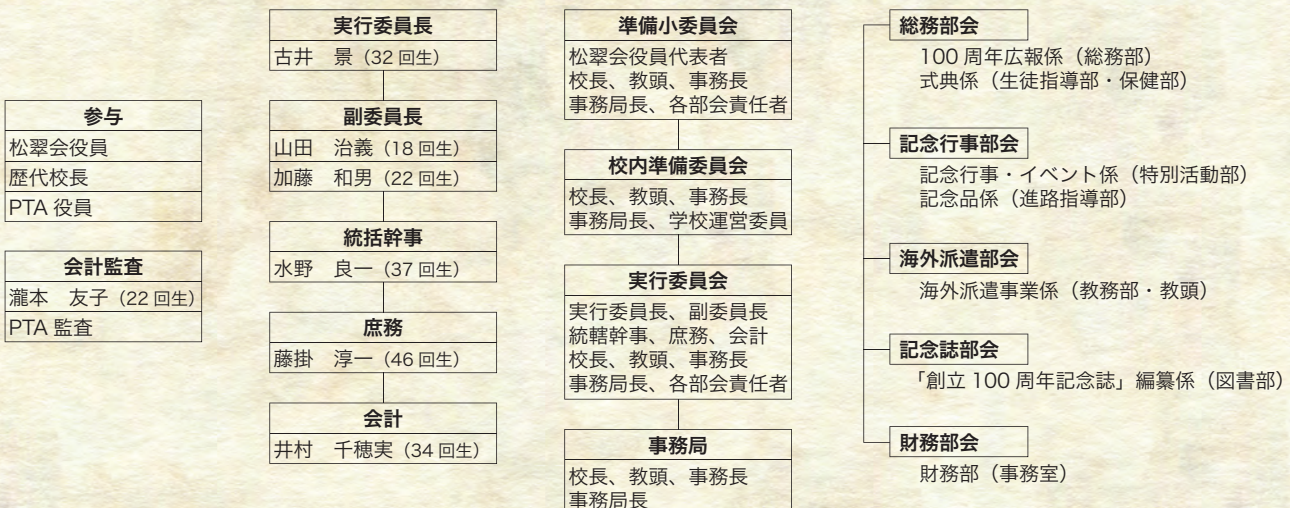 参与
松翠会役員
歴代校長
PTA 役員
会計監査
瀧本　友子（22 回生）
PTA 監査
実行委員長
古井　景（32 回生）
副委員長
山田　治義（18 回生）
加藤　和男（22 回生）
統括幹事
水野　良一（37 回生）
庶務
藤掛　淳一（46 回生）
会計
井村　千穂実（34 回生）
準備小委員会
松翠会役員代表者
校長、教頭、事務長
事務局長、各部会責任者
校内準備委員会
校長、教頭、事務長
事務局長、学校運営委員
実行委員会
実行委員長、副委員長
統轄幹事、庶務、会計
校長、教頭、事務長
事務局長、各部会責任者
事務局
校長、教頭、事務長
事務局長
総務部会
100 周年広報係（総務部）
式典係（生徒指導部・保健部）
記念行事部会
記念行事・イベント係（特別活動部）
記念品係（進路指導部）
海外派遣部会
海外派遣事業係（教務部・教頭）
記念誌部会
「創立 100 周年記念誌」編纂係（図書部）
財務部会
財務部（事務室）